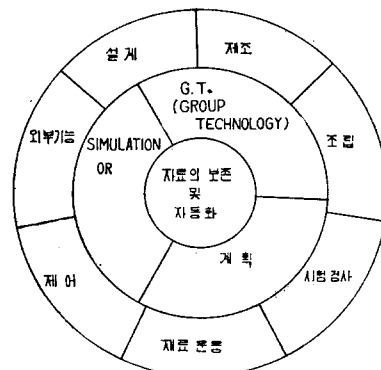 설 계
제 조
G.T.
(GROUP
TECHNOLOGY)
외부기능
SIMULATION
OR
조 립
자료의 보존
및
자동화
계 획
제 어
시험검사
재료 운용